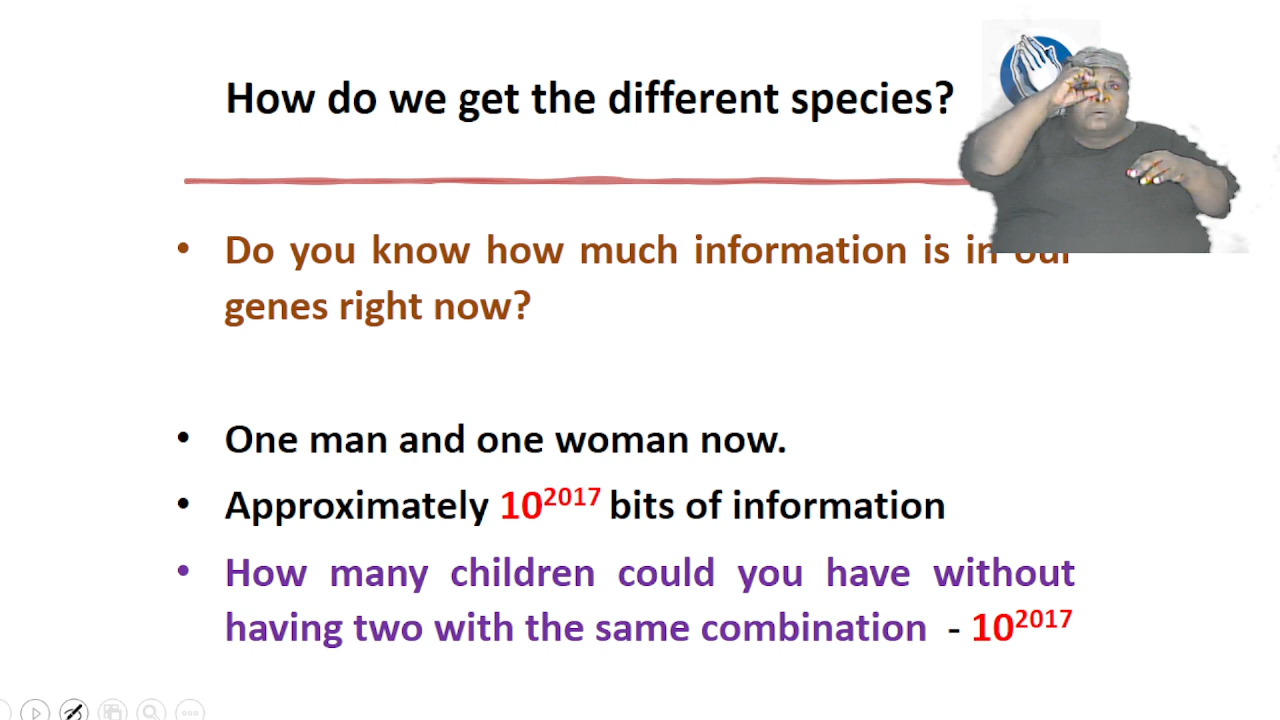 How do we get the different species?
• Do you know how much information is in our
genes right now?
• One man and one woman now.
• Approximately 10²⁰¹⁷ bits of information
• How many children could you have without
having two with the same combination - 10²⁰¹⁷